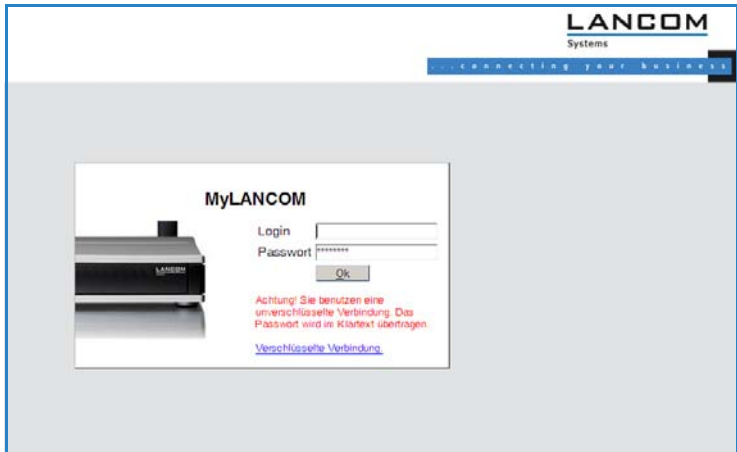 LANCOM
Systems
...connecting your business
MyLANCOM
Login
Passwort ********
LANCOM
Ok
Achtung! Sie benutzen eine
unverschlüsselte Verbindung. Das
Passwort wird im Klartext übertragen.
Verschlüsselte Verbindung.